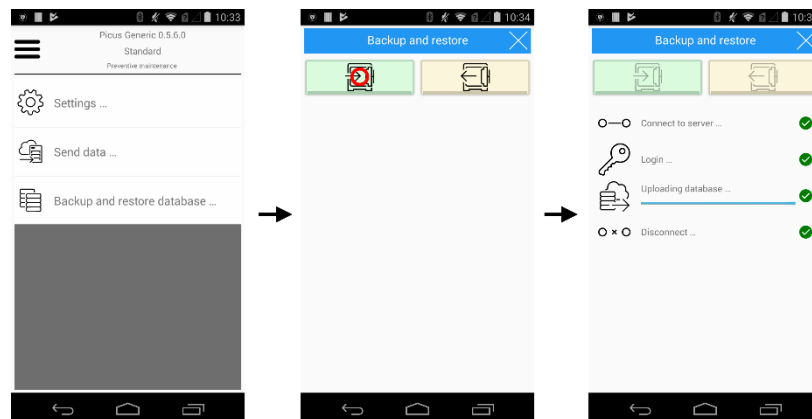 10:33
Picus Generic 0.5.6.0
Standard
Preventive maintenance
Settings ...
Send data ...
Backup and restore database ...
10:34
Backup and restore
Backup and restore
Connect to server ...
Login ...
Uploading database ...
Disconnect ...